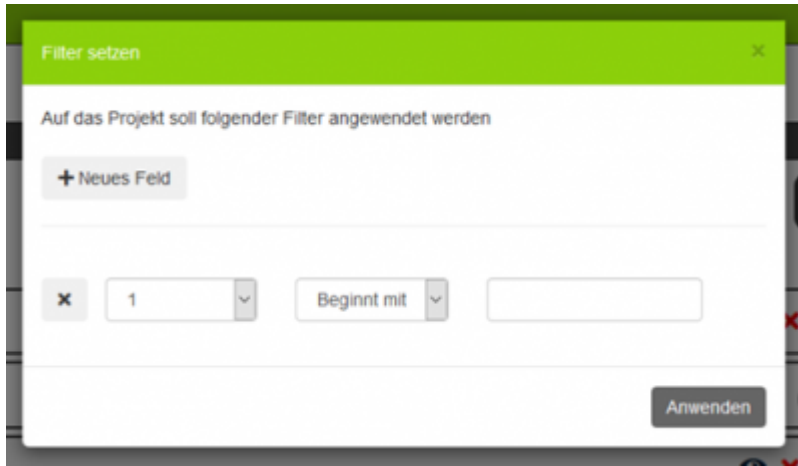 Filter setzen
Auf das Projekt soll folgender Filter angewendet werden
Neues Feld
1 Beginnt mit
Anwenden